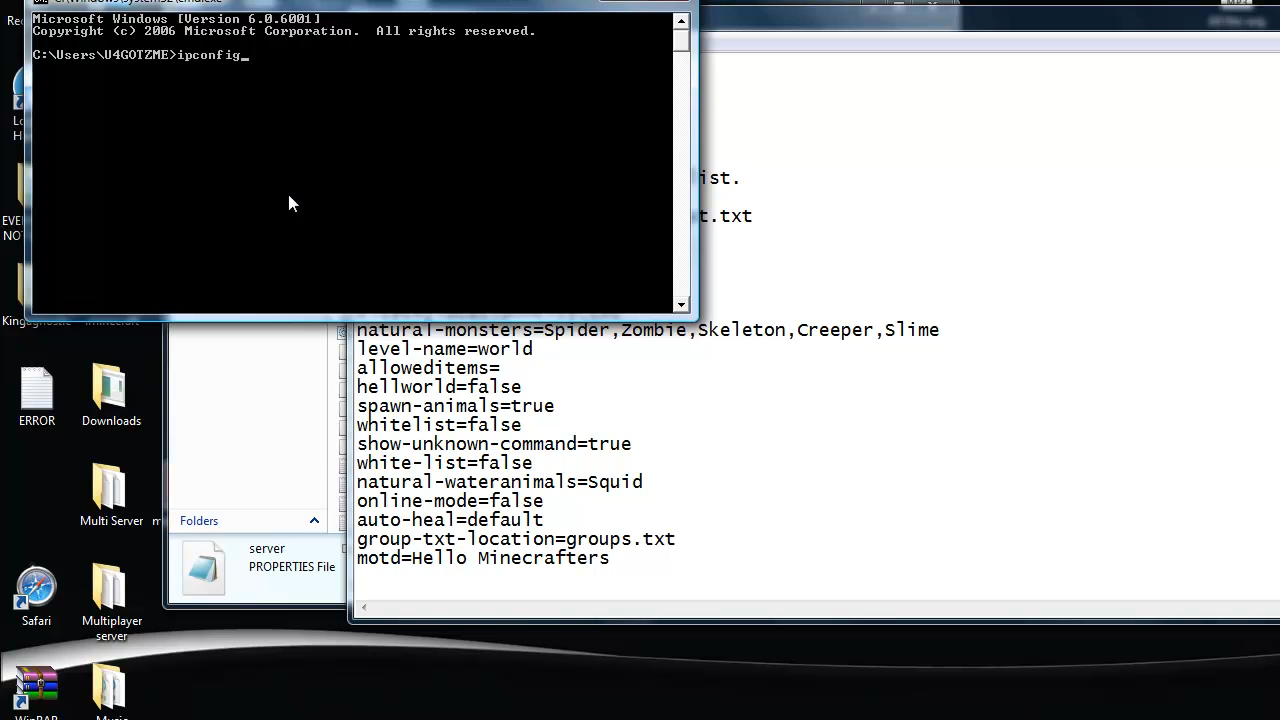 Microsoft Windows [Version 6.0.6001]
Copyright (c) 2006 Microsoft Corporation.  All rights reserved.
C:\Users\U4GOTZME>ipconfig_
ist.
t.txt
natural-monsters=Spider,Zombie,Skeleton,Creeper,Slime
level-name=world
alloweditems=
hellworld=false
spawn-animals=true
whitelist=false
show-unknown-command=true
white-list=false
natural-wateranimals=Squid
online-mode=false
auto-heal=default
group-txt-location=groups.txt
motd=Hello Minecrafters
Folders
server
PROPERTIES File
ERROR
Downloads
Multi Server
Safari
Multiplayer
server
WinRAR
Music